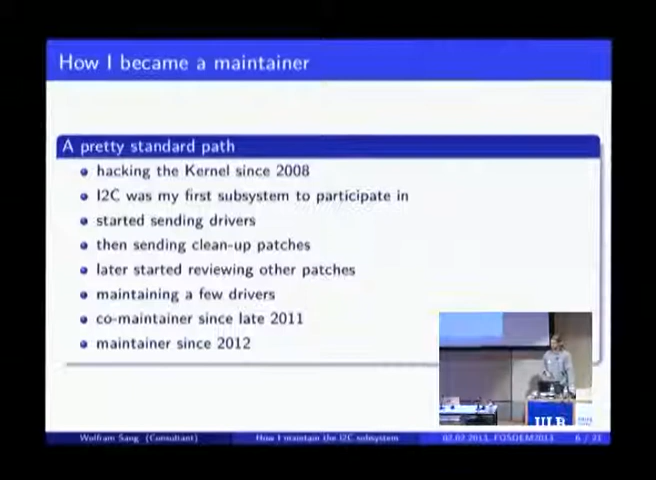 How I became a maintainer
A pretty standard path
hacking the Kernel since 2008
I2C was my first subsystem to participate in
started sending drivers
then sending clean-up patches
later started reviewing other patches
maintaining a few drivers
co-maintainer since late 2011
maintainer since 2012
ULB
Wolfram Sang (Consultant) How I maintain the I2C subsystem 02.02.2013, FOSDEM2013 6 / 21